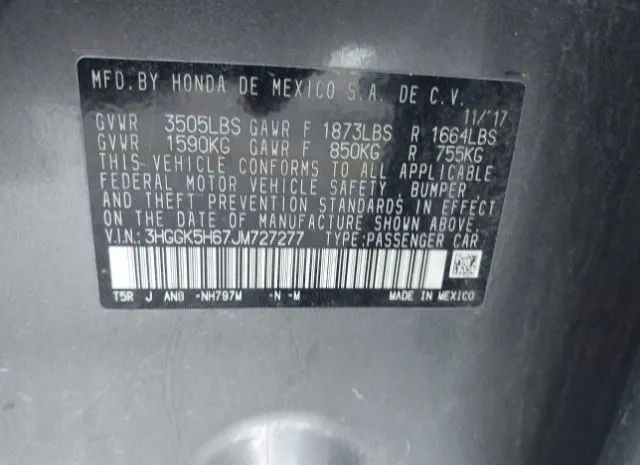 MFD.BY HONDA DE MEXICO S.A. DE C.V.
11/'17
GVWR 3505LBS GAWR F 1873LBS R 1664LBS
GVWR 1590KG GAWR F 850KG R 755KG
THIS VEHICLE CONFORMS TO ALL APPLICABLE
FEDERAL MOTOR VEHICLE SAFETY, BUMPER,
AND THEFT PREVENTION STANDARDS IN EFFECT
ON THE DATE OF MANUFACTURE SHOWN ABOVE.
V.I.N.:3HGGK5H67JM727277 TYPE:PASSENGER CAR
T5R J AN8 -NH797M -N -M MADE IN MEXICO